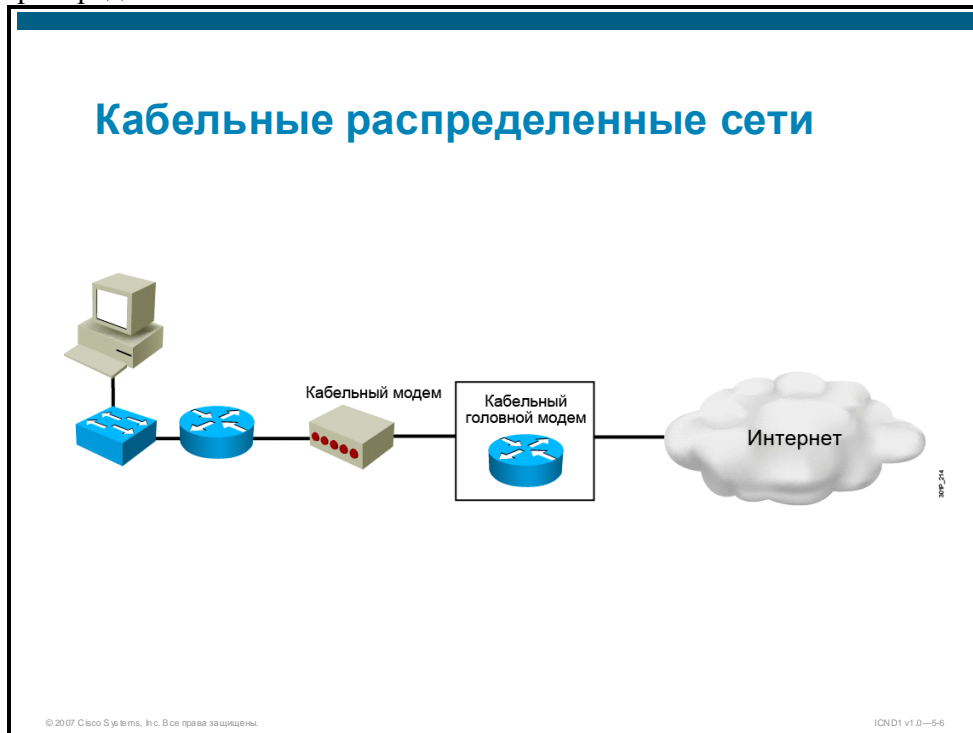 Кабельные распределенные сети
Кабельный модем
Кабельный
головной модем
Интернет
301P_214
© 2007 Cisco Systems, Inc. Все права защищены.
ICND1 v1.0—5-6